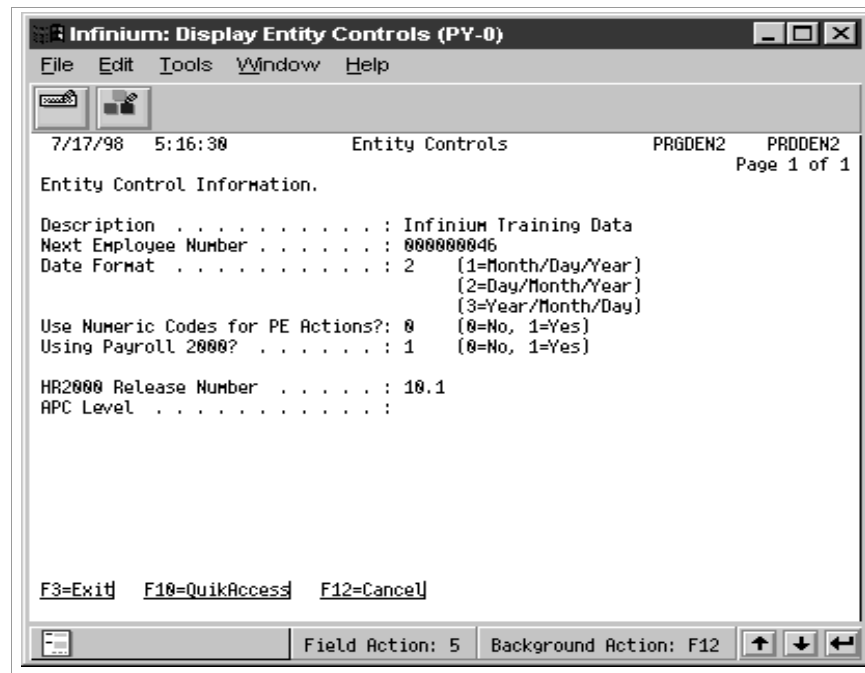 Infinium: Display Entity Controls (PY-0)
File Edit Tools Window Help
7/17/98 5:16:30 Entity Controls PRGDEN2 PRDDEN2
Page 1 of 1
Entity Control Information.
Description . . . . . . . . . . . : Infinium Training Data
Next Employee Number . . . . . . : 000000046
Date Format . . . . . . . . . . . : 2 (1=Month/Day/Year)
(2=Day/Month/Year)
(3=Year/Month/Day)
Use Numeric Codes for PE Actions?: 0 (0=No, 1=Yes)
Using Payroll 2000? . . . . . . : 1 (0=No, 1=Yes)
HR2000 Release Number . . . . . : 10.1
APC Level . . . . . . . . . . . :
F3=Exit F10=QuikAccess F12=Cancel
Field Action: 5 Background Action: F12